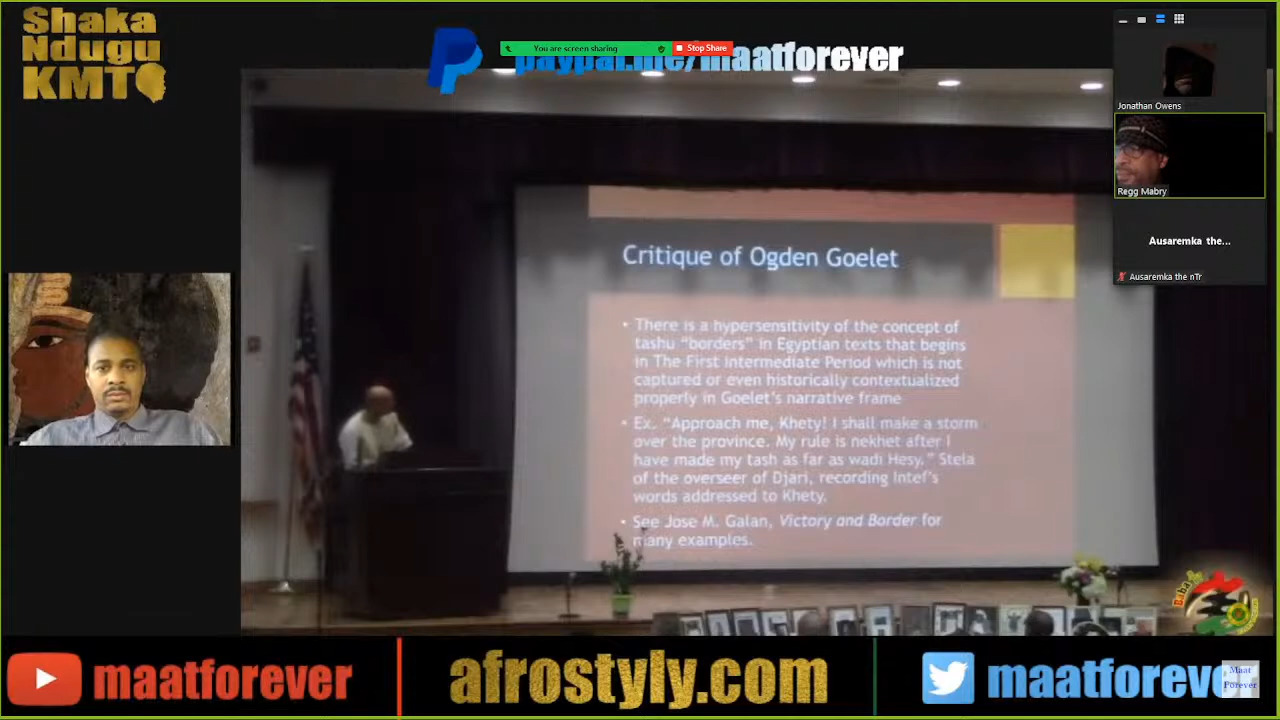 Shaka
Ndugu
KMT
You are screen sharing
Stop Share
paypal.me/maatforever
Jonathan Owens
Regg Mabry
Ausaremka the...
Ausaremka the nTr
Critique of Ogden Goelet
• There is a hypersensitivity of the concept of
tashu "borders" in Egyptian texts that begins
in The First Intermediate Period which is not
captured or even historically contextualized
properly in Goelet's narrative frame
• Ex. "Approach me, Khety! I shall make a storm
over the province. My rule is nekhet after I
have made my tash as far as wadi Hesy." Stela
of the overseer of Djari, recording Intef's
words addressed to Khety.
• See Jose M. Galan, Victory and Border for
many examples.
Baba
maatforever
afrostyly.com
maatforever
Maat
Forever